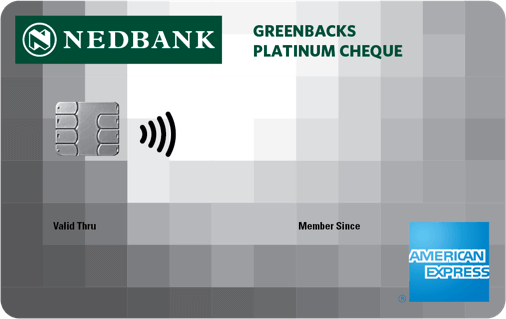 NEDBANK
GREENBACKS
PLATINUM CHEQUE
Valid Thru
Member Since
AMERICAN
EXPRESS
®